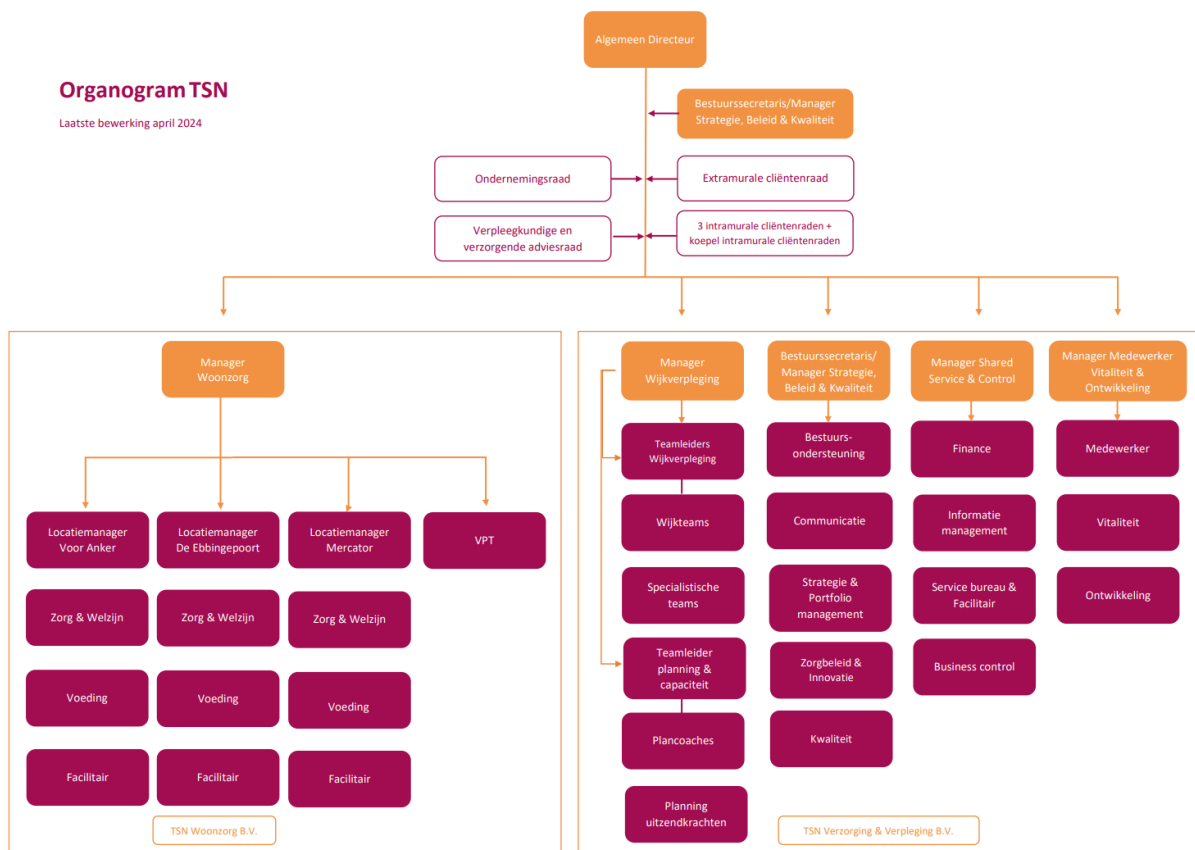 Algemeen Directeur
Organogram TSN
Laatste bewerking april 2024
Bestuurssecretaris/Manager
Strategie, Beleid & Kwaliteit
Ondernemingsraad
Extramurale cliëntenraad
Verpleegkundige en
verzorgende adviesraad
3 intramurale cliëntenraden +
koepel intramurale cliëntenraden
Manager
Woonzorg
Locatiemanager
Voor Anker
Locatiemanager
De Ebbingepoort
Locatiemanager
Mercator
VPT
Zorg & Welzijn
Zorg & Welzijn
Zorg & Welzijn
Voeding
Voeding
Voeding
Facilitair
Facilitair
Facilitair
TSN Woonzorg B.V.
Manager
Wijkverpleging
Bestuurssecretaris/
Manager Strategie,
Beleid & Kwaliteit
Manager Shared
Service & Control
Manager Medewerker
Vitaliteit &
Ontwikkeling
Teamleiders
Wijkverpleging
Bestuurs-
ondersteuning
Finance
Medewerker
Wijkteams
Communicatie
Informatie
management
Vitaliteit
Specialistische
teams
Strategie &
Portfolio
management
Service bureau &
Facilitair
Ontwikkeling
Teamleider
planning &
capaciteit
Zorgbeleid &
Innovatie
Business control
Plancoaches
Kwaliteit
Planning
uitzendkrachten
TSN Verzorging & Verpleging B.V.